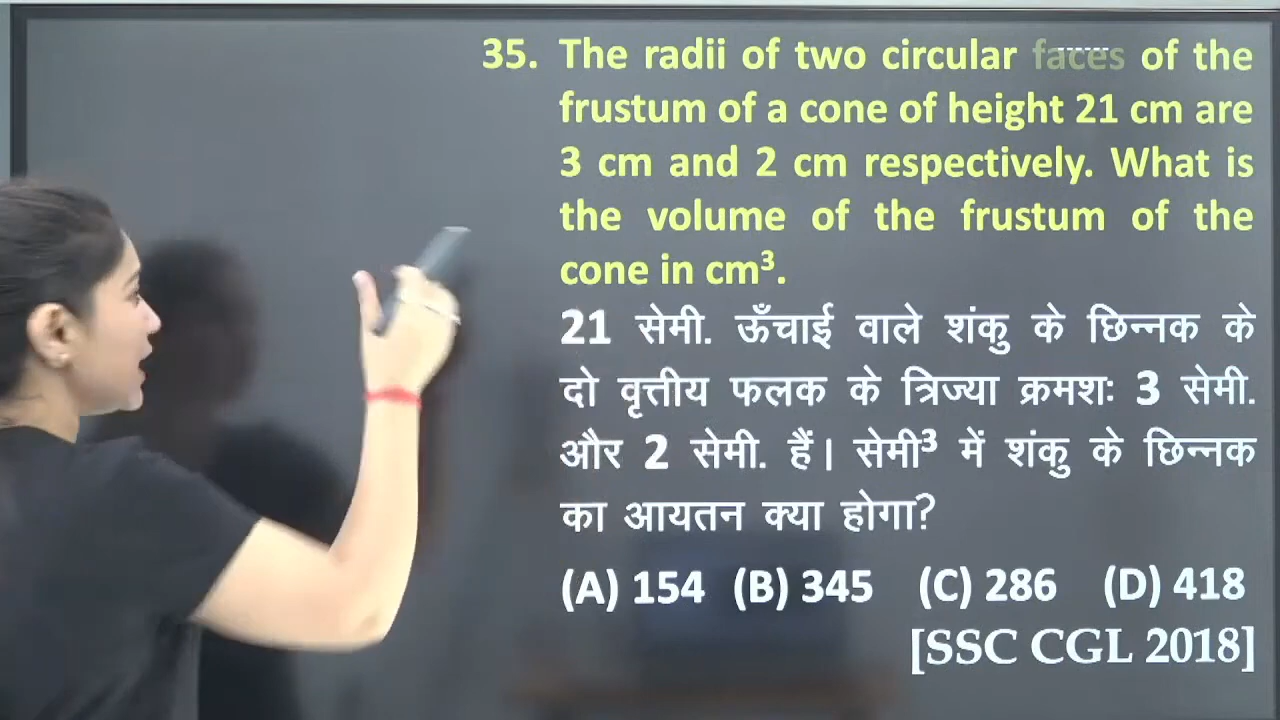 35. The radii of two circular faces of the
frustum of a cone of height 21 cm are
3 cm and 2 cm respectively. What is
the volume of the frustum of the
cone in cm³.
21 सेमी. ऊँचाई वाले शंकु के छिन्नक के
दो वृत्तीय फलक के त्रिज्या क्रमशः 3 सेमी.
और 2 सेमी. हैं। सेमी³ में शंकु के छिन्नक
का आयतन क्या होगा?
(A) 154 (B) 345 (C) 286 (D) 418
[SSC CGL 2018]